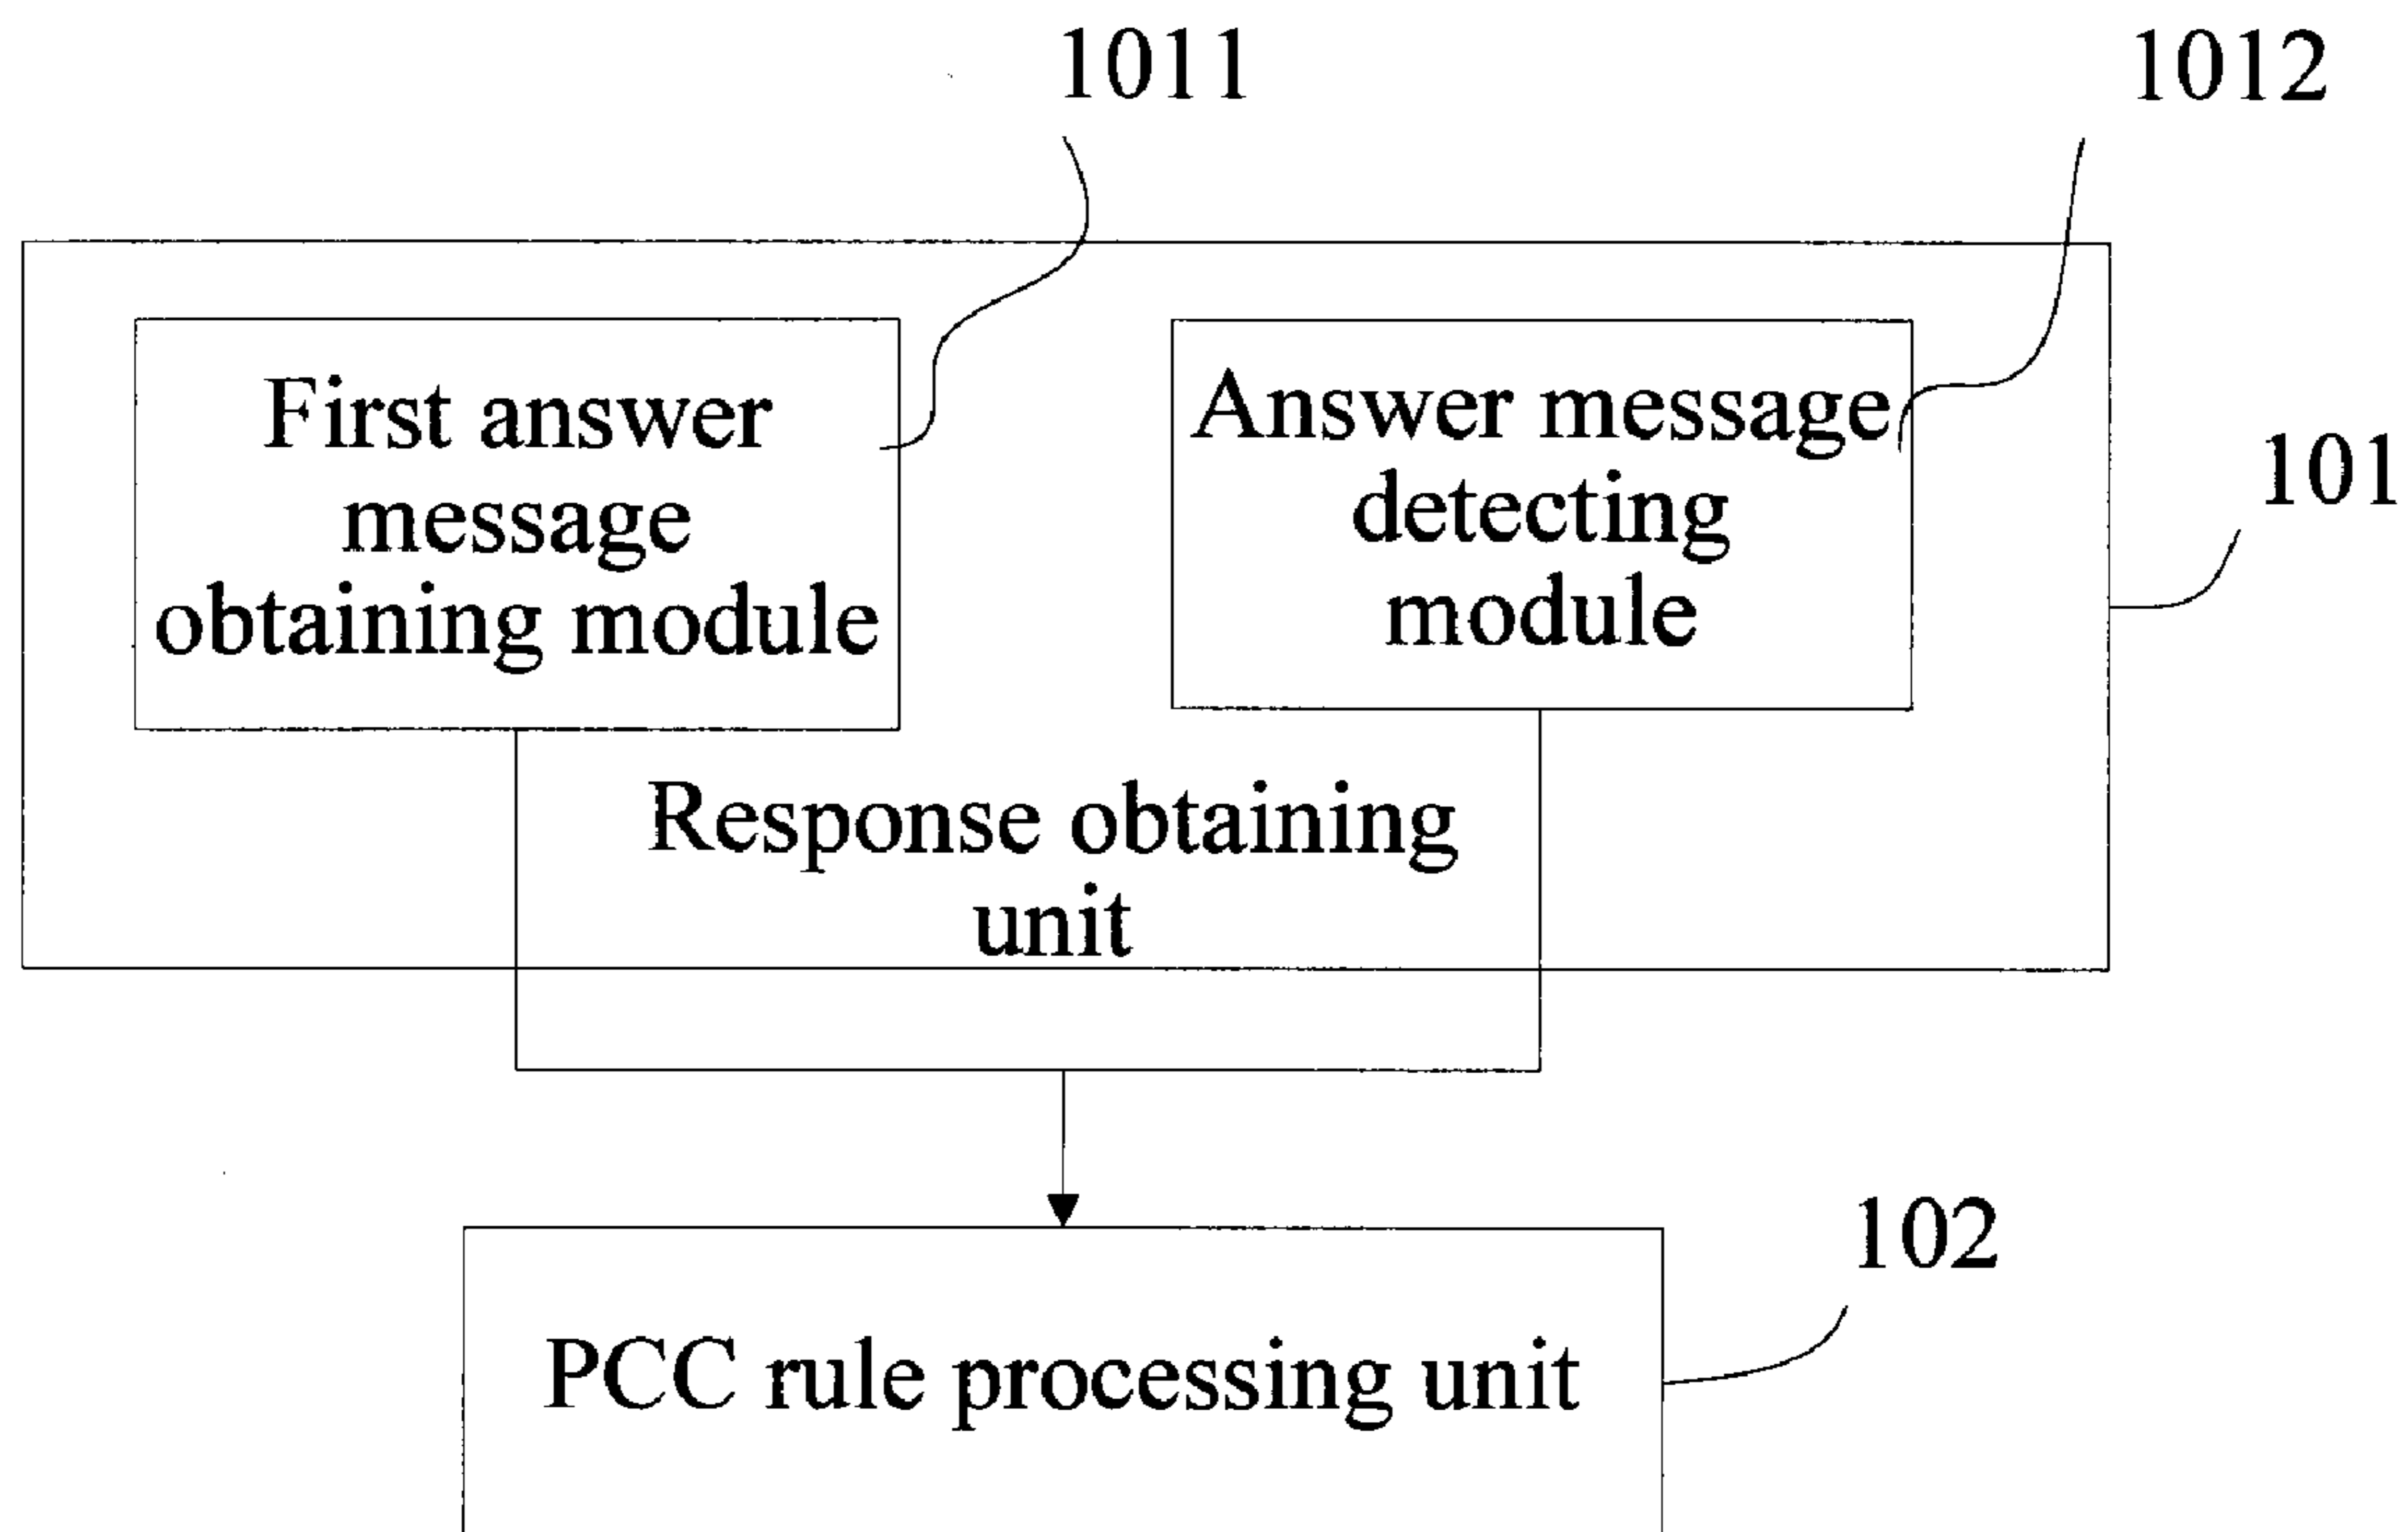 1011
1012
First answer
message
obtaining module
Answer message
detecting
module
101
Response obtaining
unit
102
PCC rule processing unit